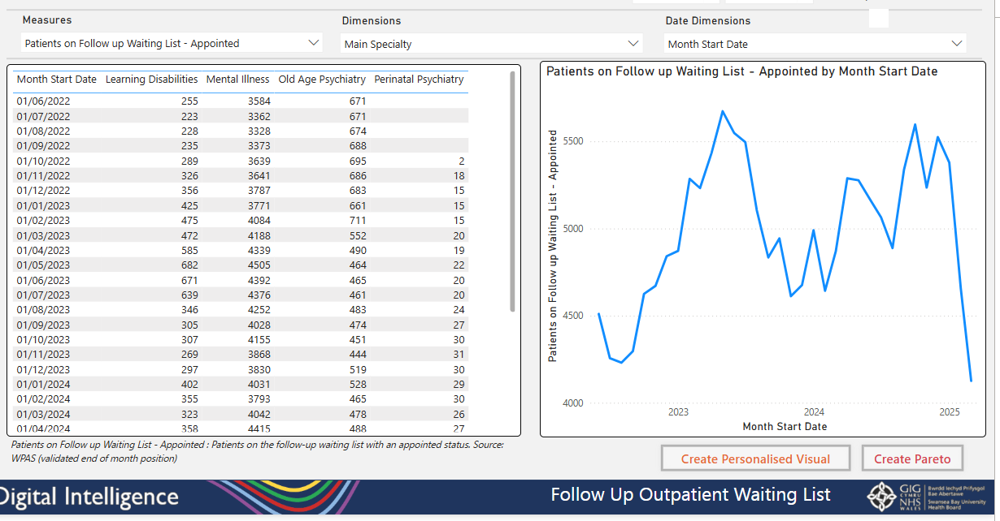 Measures
Dimensions
Date Dimensions
Patients on Follow up Waiting List - Appointed
Main Specialty
Month Start Date
Month Start Date Learning Disabilities Mental Illness Old Age Psychiatry Perinatal Psychiatry
01/06/2022 255 3584 671
01/07/2022 223 3362 671
01/08/2022 228 3328 674
01/09/2022 235 3373 688
01/10/2022 289 3639 695 2
01/11/2022 326 3641 686 18
01/12/2022 356 3787 683 15
01/01/2023 425 3771 661 15
01/02/2023 475 4084 711 15
01/03/2023 472 4188 552 20
01/04/2023 585 4339 490 19
01/05/2023 682 4505 464 22
01/06/2023 671 4392 465 20
01/07/2023 639 4376 461 20
01/08/2023 346 4252 483 24
01/09/2023 305 4028 474 27
01/10/2023 307 4155 451 30
01/11/2023 269 3868 444 31
01/12/2023 297 3830 519 30
01/01/2024 402 4031 528 29
01/02/2024 355 3793 465 30
01/03/2024 323 4042 478 26
01/04/2024 358 4415 488 27
Patients on Follow up Waiting List - Appointed : Patients on the follow-up waiting list with an appointed status. Source:
WPAS (validated end of month position)
Patients on Follow up Waiting List - Appointed by Month Start Date
Patients on Follow up Waiting List - Appointed
5500
5000
4500
4000
2023
2024
2025
Month Start Date
Create Personalised Visual
Create Pareto
Digital Intelligence
Follow Up Outpatient Waiting List
GIG
CYMRU
NHS
WALES
Bwrdd Iechyd Prifysgol
Bae Abertawe
Swansea Bay University
Health Board